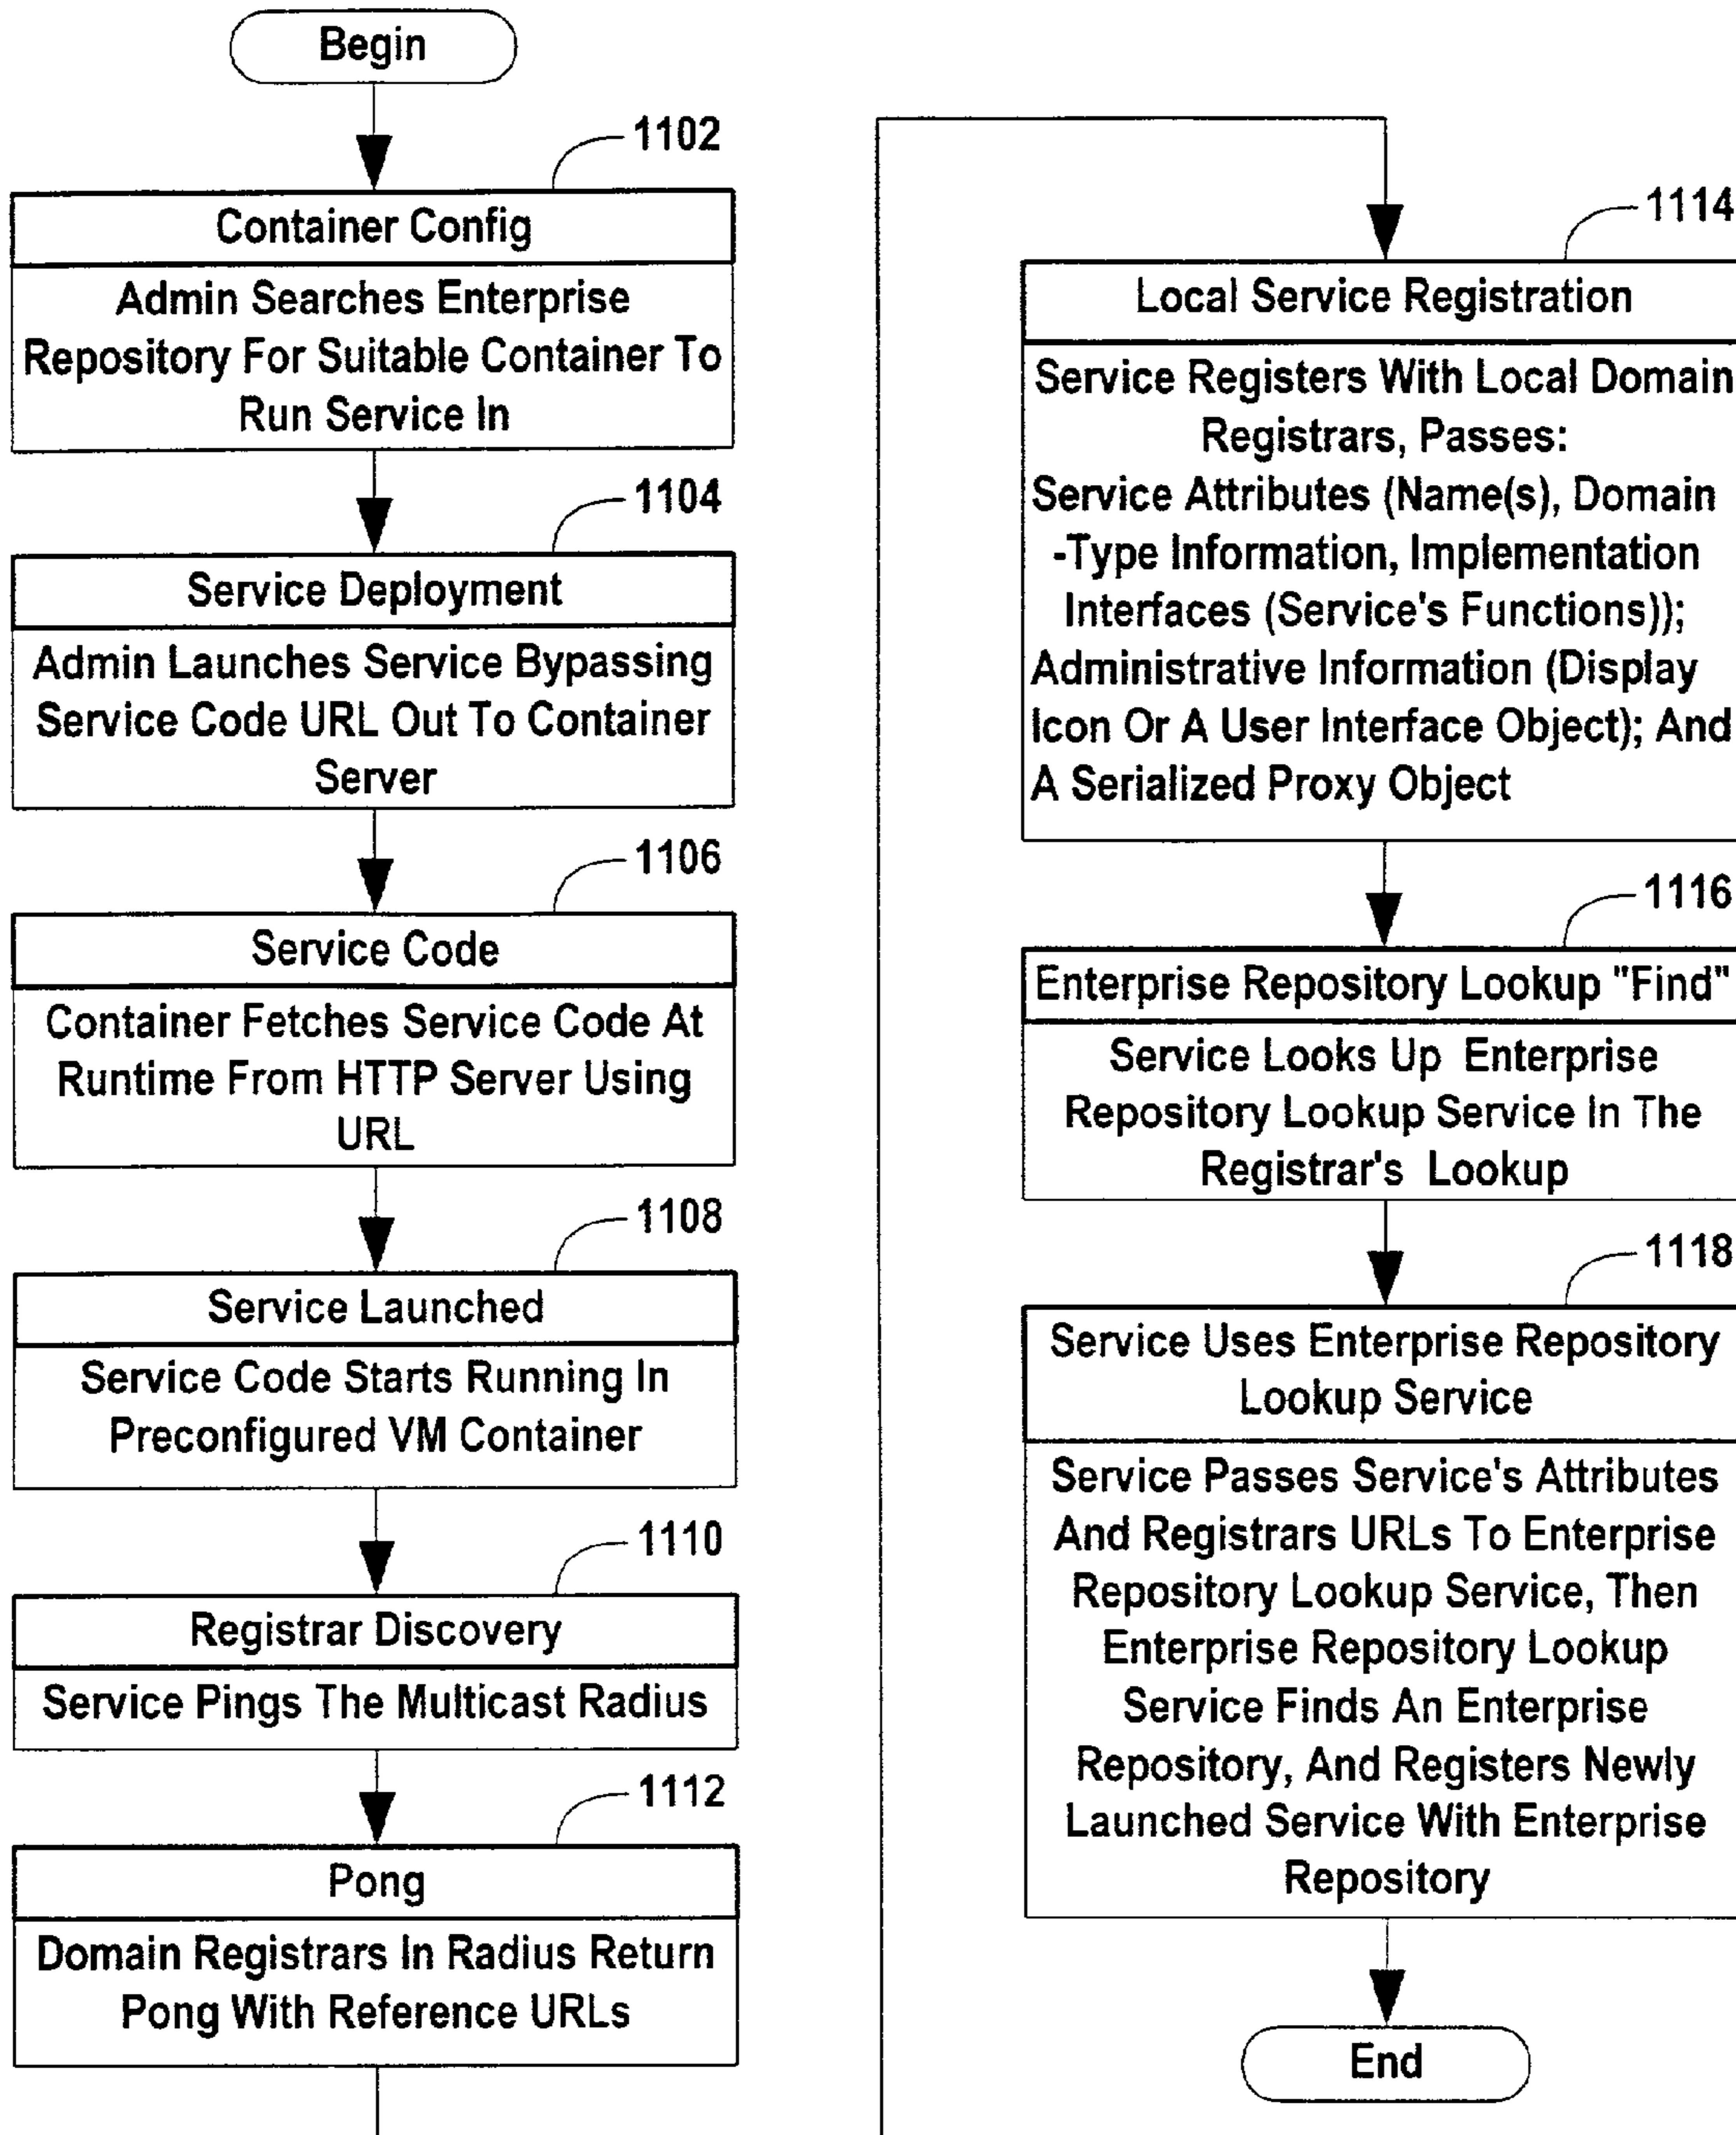 Begin
1102
Container Config
Admin Searches Enterprise
Repository For Suitable Container To
Run Service In
1104
Service Deployment
Admin Launches Service Bypassing
Service Code URL Out To Container
Server
1106
Service Code
Container Fetches Service Code At
Runtime From HTTP Server Using
URL
1108
Service Launched
Service Code Starts Running In
Preconfigured VM Container
1110
Registrar Discovery
Service Pings The Multicast Radius
1112
Pong
Domain Registrars In Radius Return
Pong With Reference URLs
1114
Local Service Registration
Service Registers With Local Domain
Registrars, Passes:
Service Attributes (Name(s), Domain
-Type Information, Implementation
Interfaces (Service's Functions));
Administrative Information (Display
Icon Or A User Interface Object); And
A Serialized Proxy Object
1116
Enterprise Repository Lookup "Find"
Service Looks Up Enterprise
Repository Lookup Service In The
Registrar's Lookup
1118
Service Uses Enterprise Repository
Lookup Service
Service Passes Service's Attributes
And Registrars URLs To Enterprise
Repository Lookup Service, Then
Enterprise Repository Lookup
Service Finds An Enterprise
Repository, And Registers Newly
Launched Service With Enterprise
Repository
End